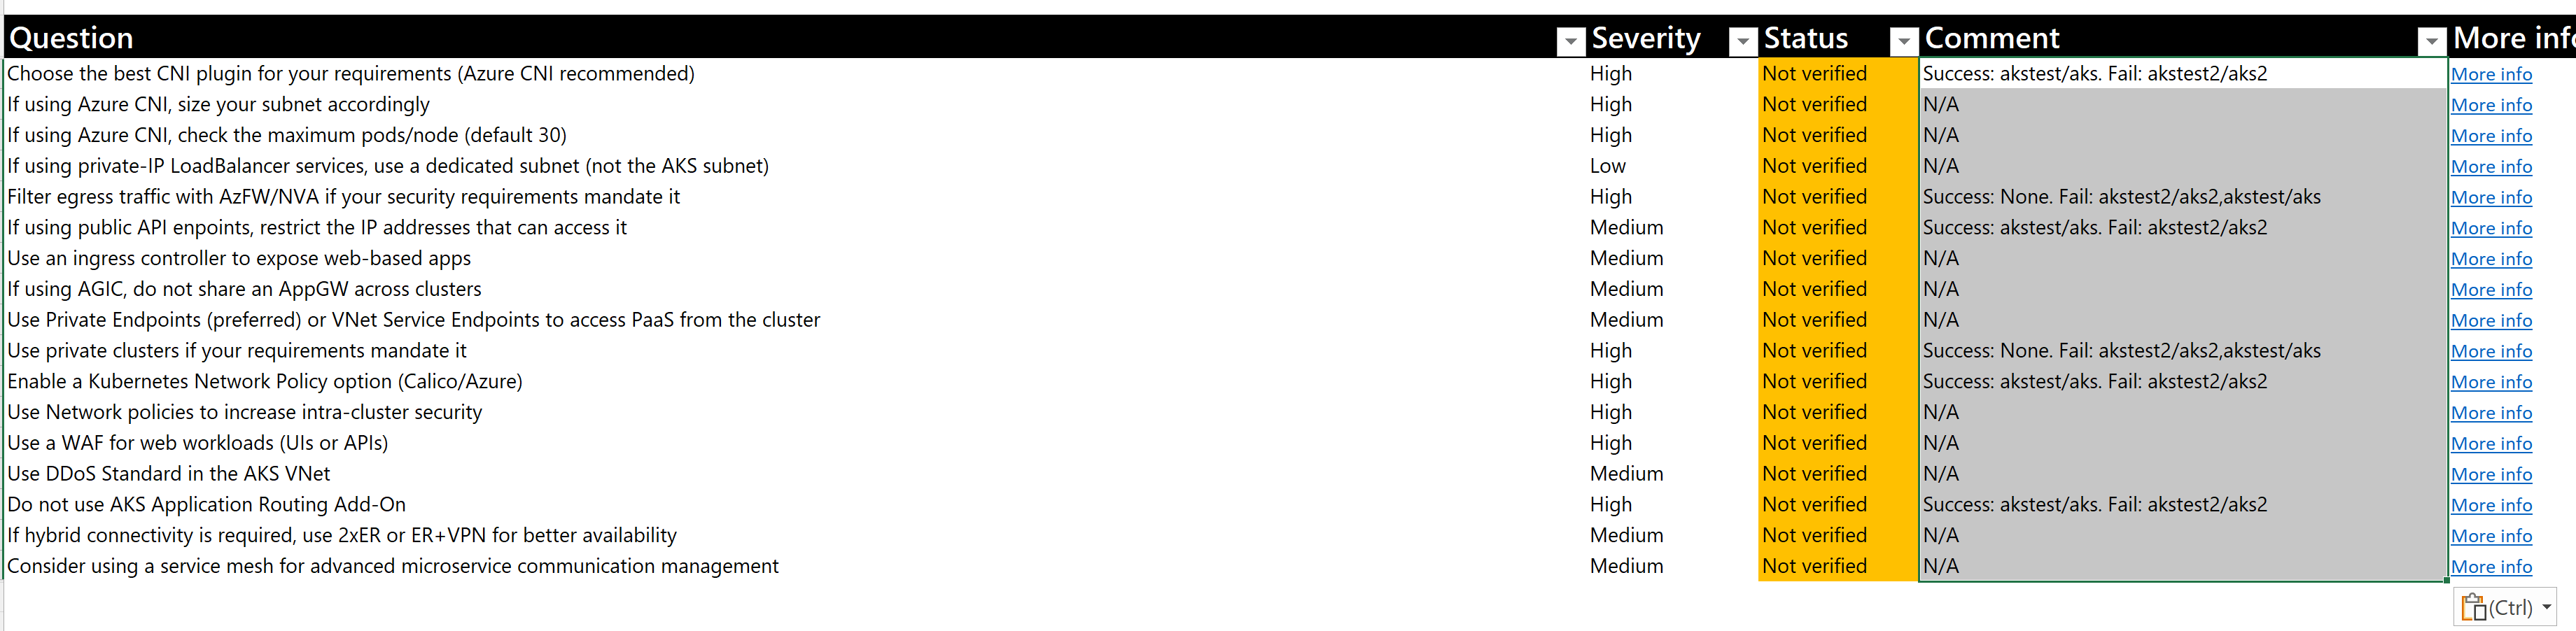 Question Severity Status Comment More inf
Choose the best CNI plugin for your requirements (Azure CNI recommended) High Not verified Success: akstest/aks. Fail: akstest2/aks2 More info
If using Azure CNI, size your subnet accordingly High Not verified N/A More info
If using Azure CNI, check the maximum pods/node (default 30) High Not verified N/A More info
If using private-IP LoadBalancer services, use a dedicated subnet (not the AKS subnet) Low Not verified N/A More info
Filter egress traffic with AzFW/NVA if your security requirements mandate it High Not verified Success: None. Fail: akstest2/aks2,akstest/aks More info
If using public API enpoints, restrict the IP addresses that can access it Medium Not verified Success: akstest/aks. Fail: akstest2/aks2 More info
Use an ingress controller to expose web-based apps Medium Not verified N/A More info
If using AGIC, do not share an AppGW across clusters Medium Not verified N/A More info
Use Private Endpoints (preferred) or VNet Service Endpoints to access PaaS from the cluster Medium Not verified N/A More info
Use private clusters if your requirements mandate it High Not verified Success: None. Fail: akstest2/aks2,akstest/aks More info
Enable a Kubernetes Network Policy option (Calico/Azure) High Not verified Success: akstest/aks. Fail: akstest2/aks2 More info
Use Network policies to increase intra-cluster security High Not verified N/A More info
Use a WAF for web workloads (UIs or APIs) High Not verified N/A More info
Use DDoS Standard in the AKS VNet Medium Not verified N/A More info
Do not use AKS Application Routing Add-On High Not verified Success: akstest/aks. Fail: akstest2/aks2 More info
If hybrid connectivity is required, use 2xER or ER+VPN for better availability Medium Not verified N/A More info
Consider using a service mesh for advanced microservice communication management Medium Not verified N/A More info
(Ctrl)